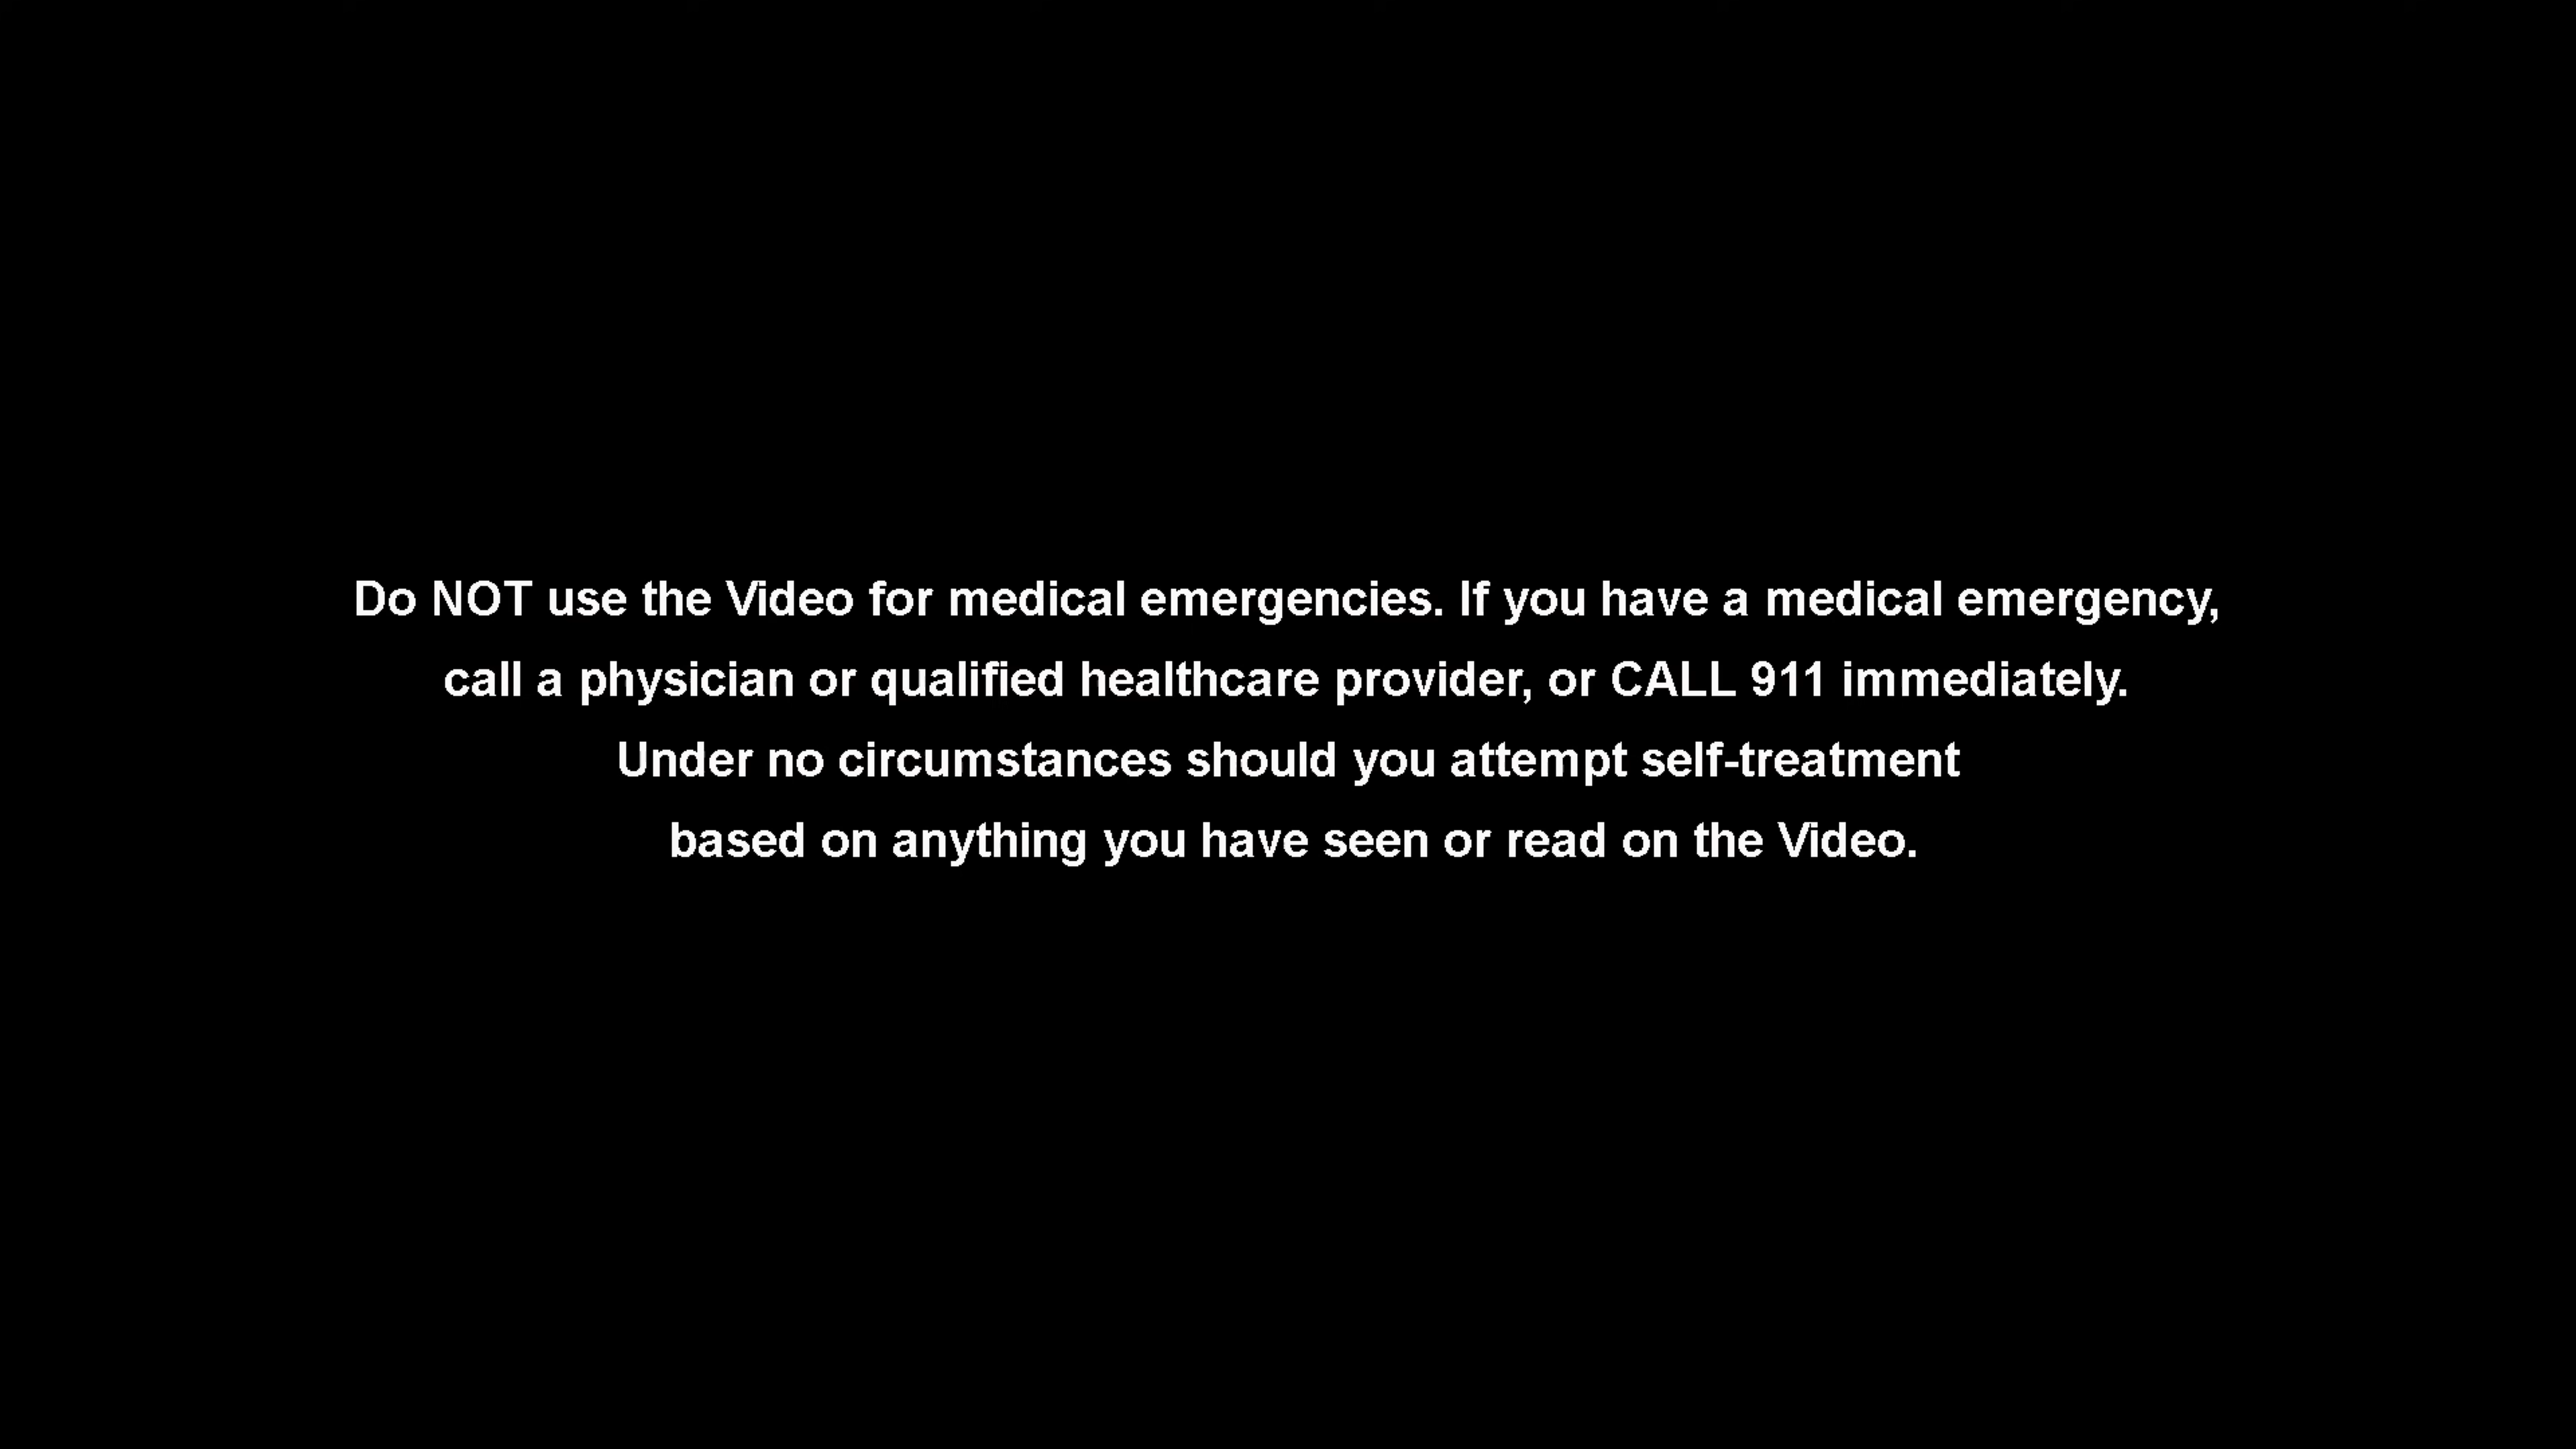 Do NOT use the Video for medical emergencies. If you have a medical emergency,
call a physician or qualified healthcare provider, or CALL 911 immediately.
Under no circumstances should you attempt self-treatment
based on anything you have seen or read on the Video.